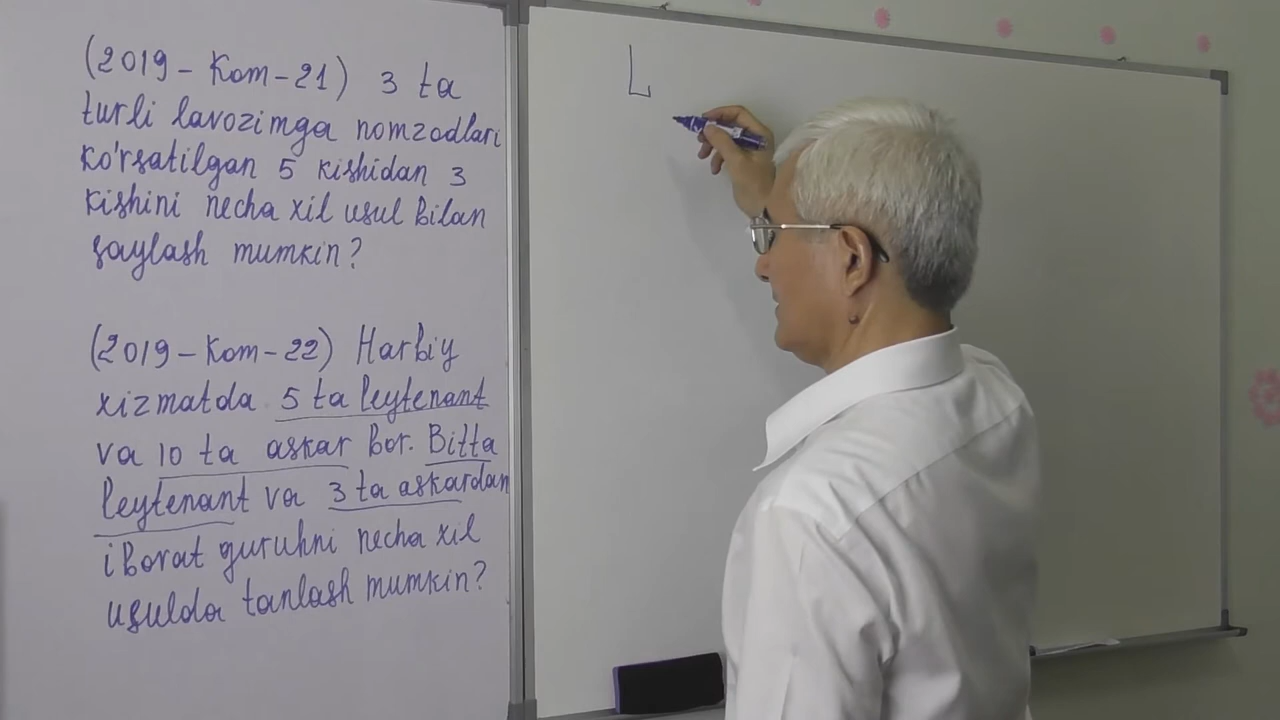 (2019 - Kom - 21) 3 ta
turli lavozimga nomzodlari
ko'rsatilgan 5 kishidan 3
kishini necha xil usul bilan
saylash mumkin?
(2019 - Kom - 22) Harbiy
xizmatda 5 ta leytenant
va 10 ta askar bor. Bitta
leytenant va 3 ta askardan
iborat guruhni necha xil
usulda tanlash mumkin?
L